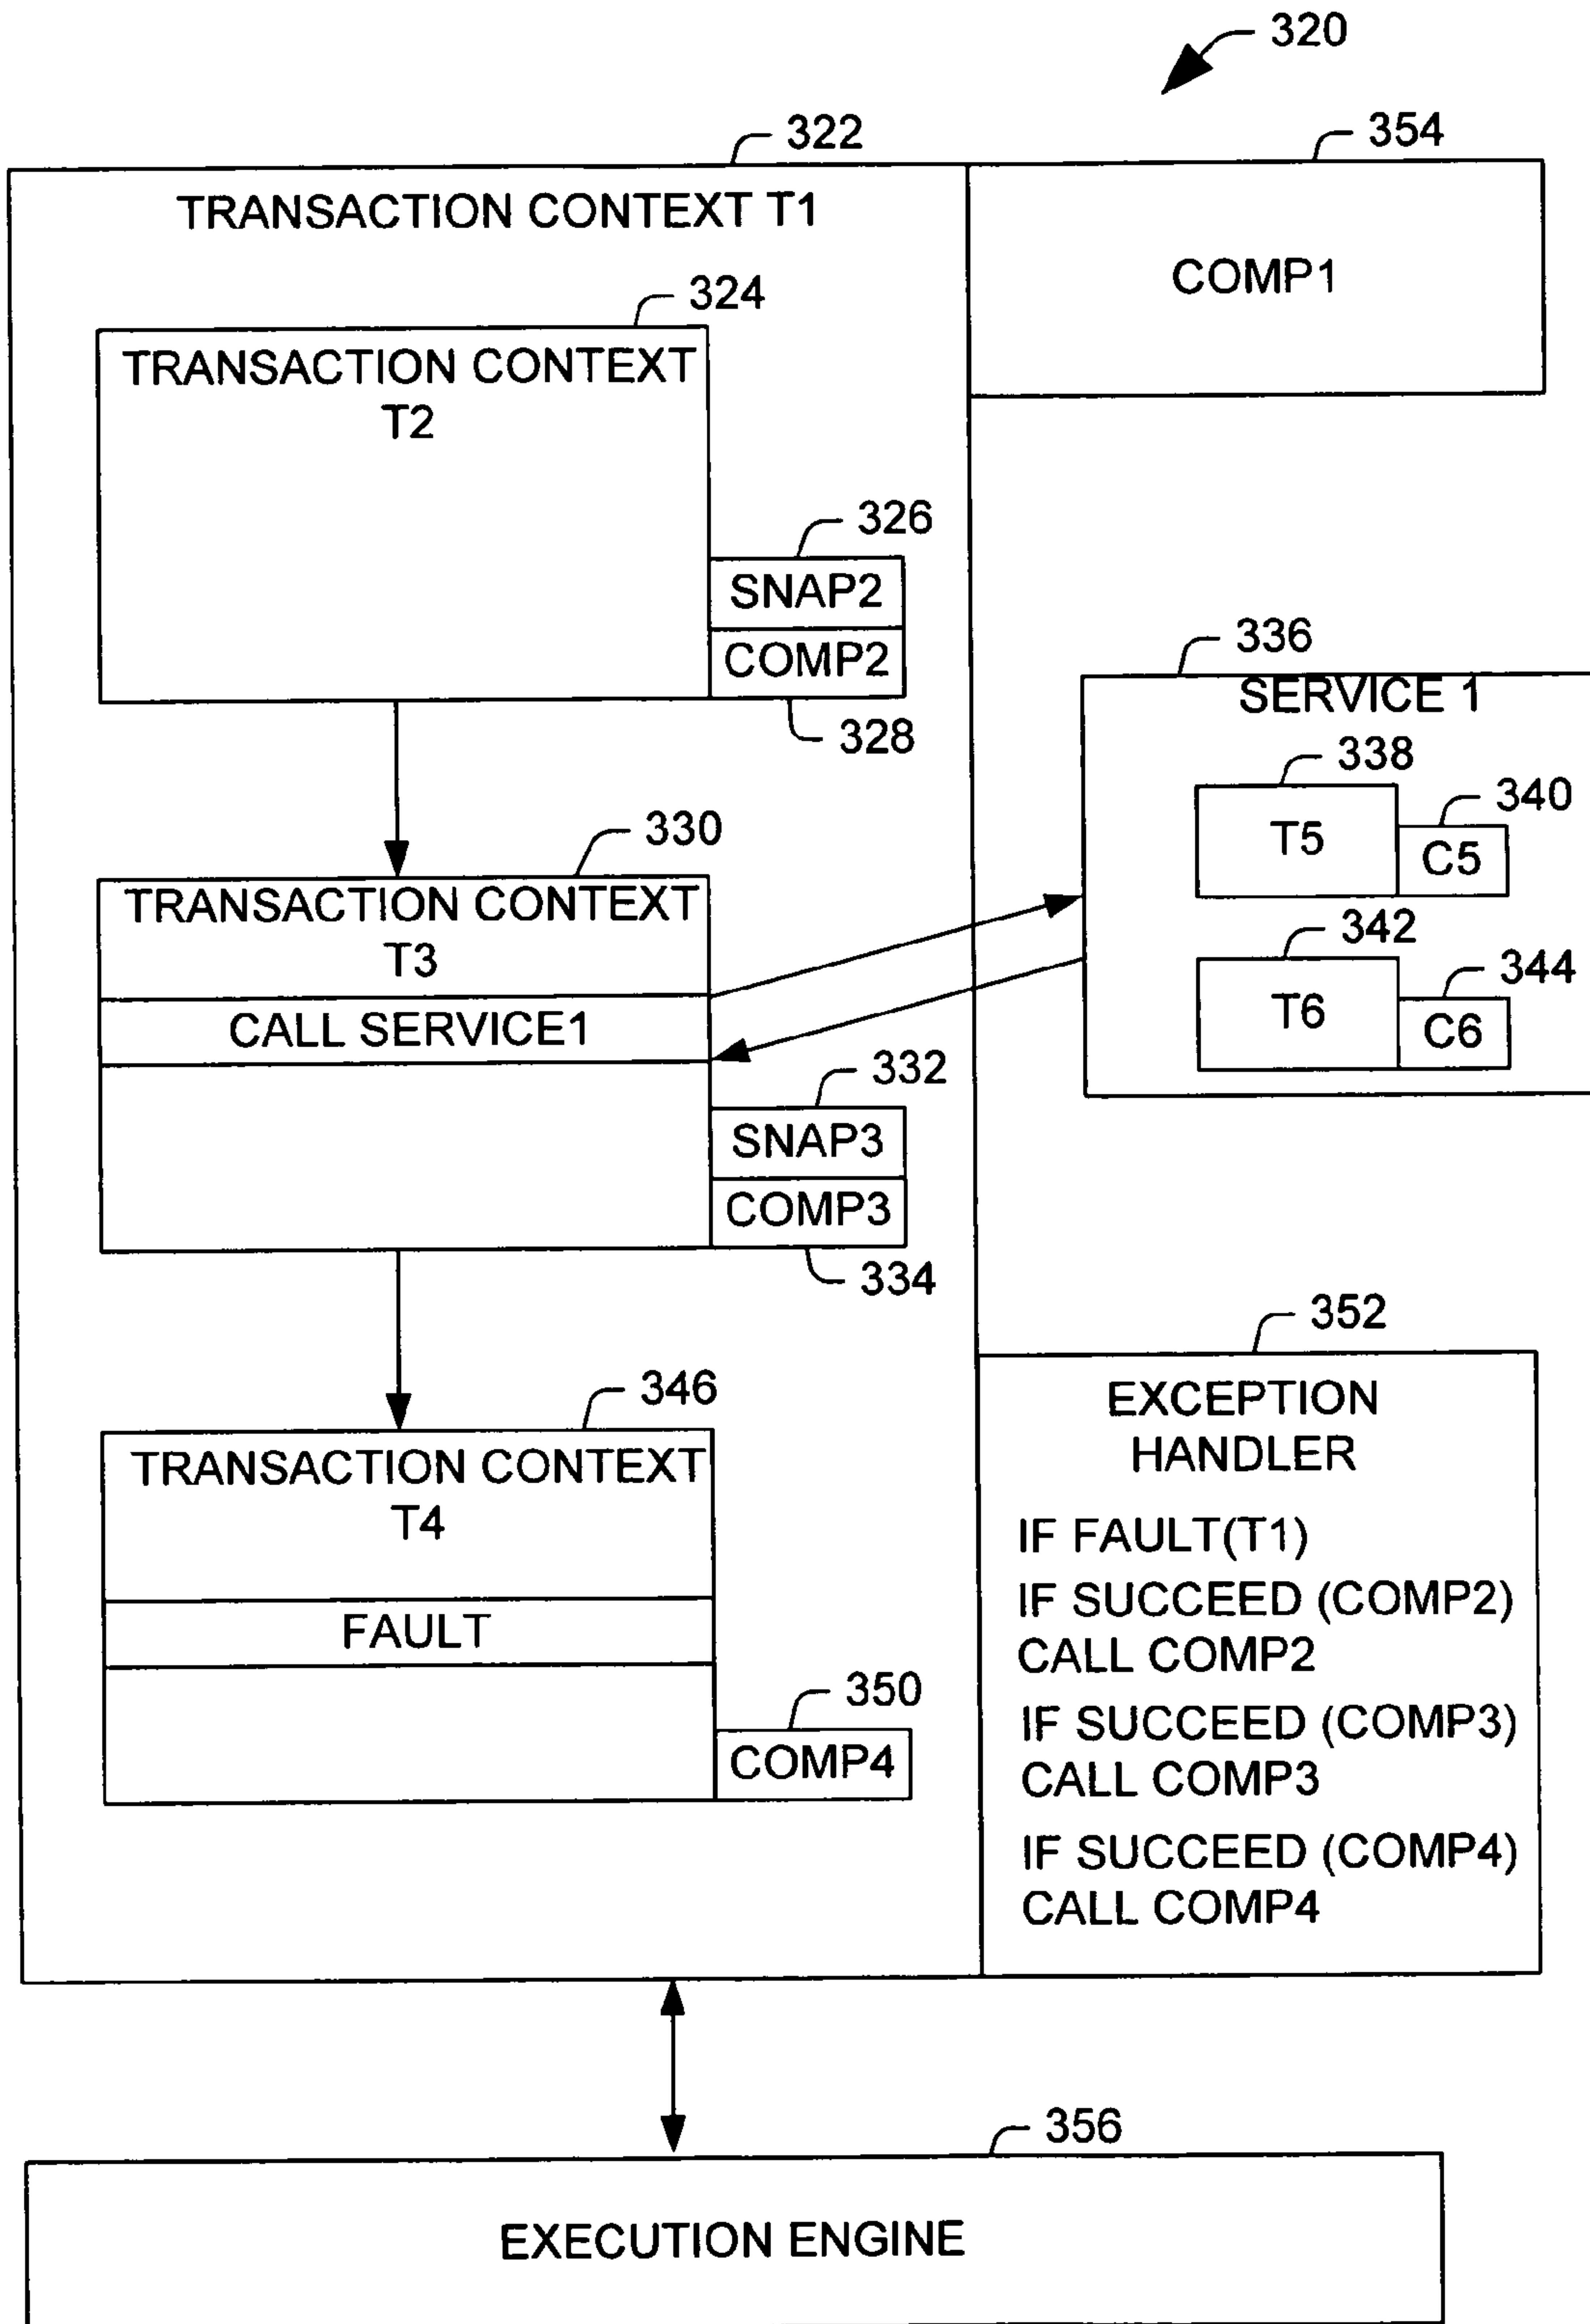 320
322
354
TRANSACTION CONTEXT T1
COMP1
324
TRANSACTION CONTEXT
T2
326
SNAP2
COMP2
328
336
SERVICE 1
338
340
T5
C5
342
344
T6
C6
330
TRANSACTION CONTEXT
T3
CALL SERVICE1
332
SNAP3
COMP3
334
346
TRANSACTION CONTEXT
T4
FAULT
350
COMP4
352
EXCEPTION
HANDLER
IF FAULT(T1)
IF SUCCEED (COMP2)
CALL COMP2
IF SUCCEED (COMP3)
CALL COMP3
IF SUCCEED (COMP4)
CALL COMP4
356
EXECUTION ENGINE